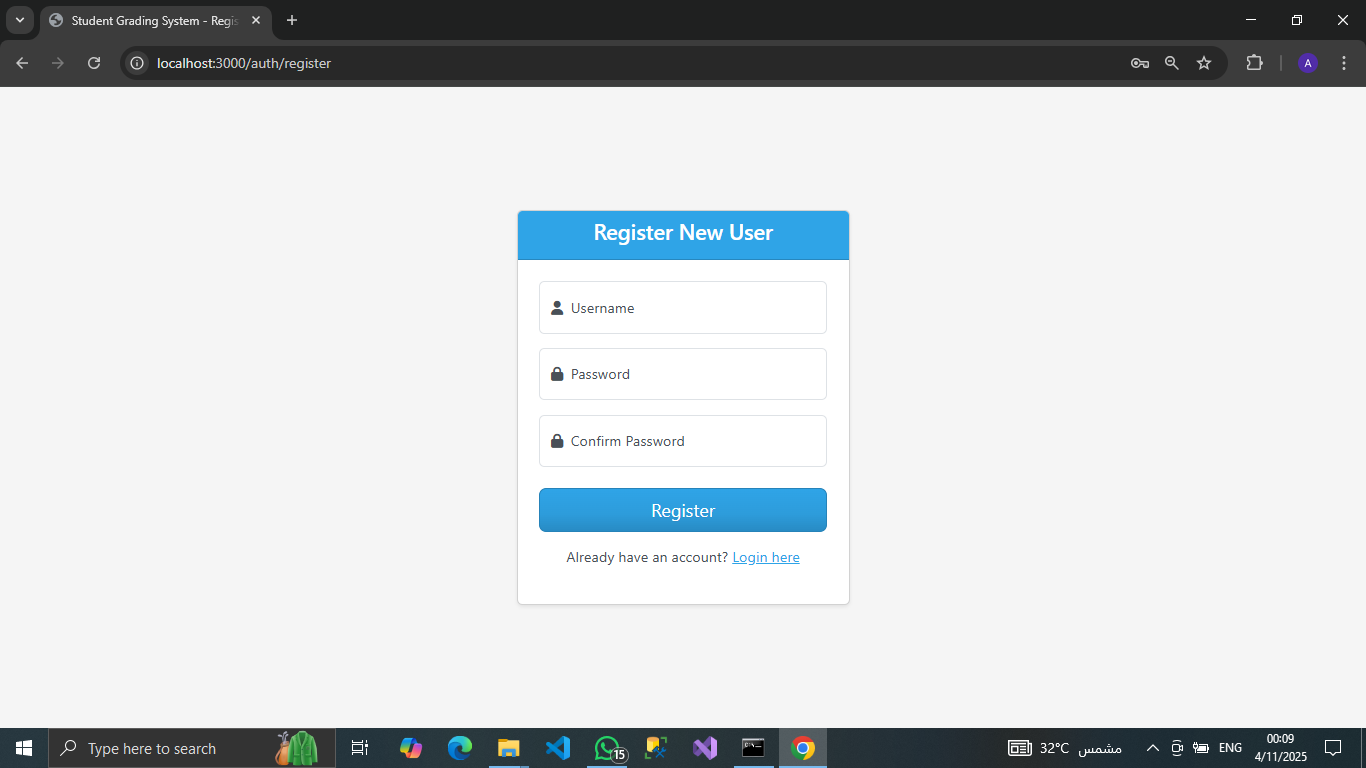 Student Grading System - Regis
localhost:3000/auth/register
A
Register New User
Username
Password
Confirm Password
Register
Already have an account? Login here
Type here to search
15
32°C مشمس
ENG
00:09
4/11/2025